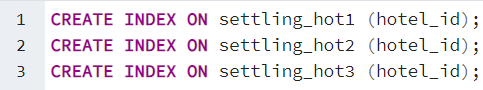 1 CREATE INDEX ON settling_hot1 (hotel_id);
2 CREATE INDEX ON settling_hot2 (hotel_id);
3 CREATE INDEX ON settling_hot3 (hotel_id);